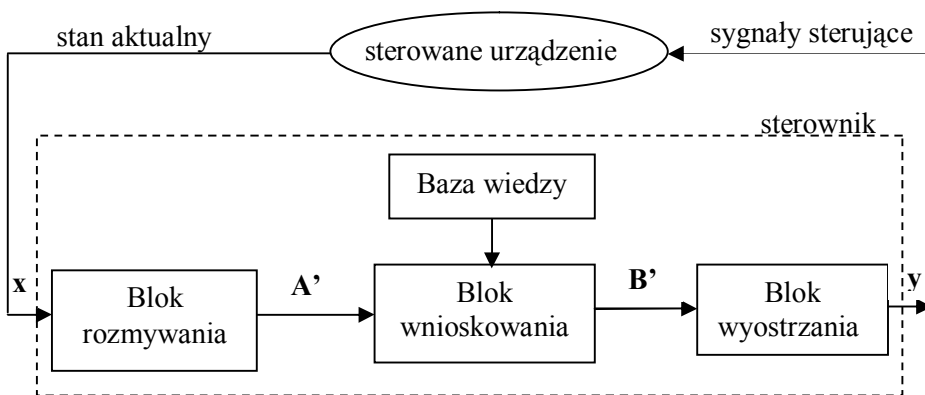 stan aktualny
sterowane urządzenie
sygnały sterujące
sterownik
Baza wiedzy
x
Blok
rozmywania
A’
Blok
wnioskowania
B’
Blok
wyostrzania
y